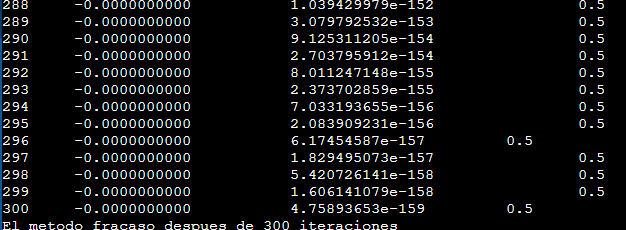 288 -0.0000000000 1.039429979e-152 0.5
289 -0.0000000000 3.079792532e-153 0.5
290 -0.0000000000 9.125311205e-154 0.5
291 -0.0000000000 2.703795912e-154 0.5
292 -0.0000000000 8.011247148e-155 0.5
293 -0.0000000000 2.373702859e-155 0.5
294 -0.0000000000 7.033193655e-156 0.5
295 -0.0000000000 2.083909231e-156 0.5
296 -0.0000000000 6.17454587e-157 0.5
297 -0.0000000000 1.829495073e-157 0.5
298 -0.0000000000 5.420726141e-158 0.5
299 -0.0000000000 1.606141079e-158 0.5
300 -0.0000000000 4.75893653e-159 0.5
El metodo fracaso despues de 300 iteraciones